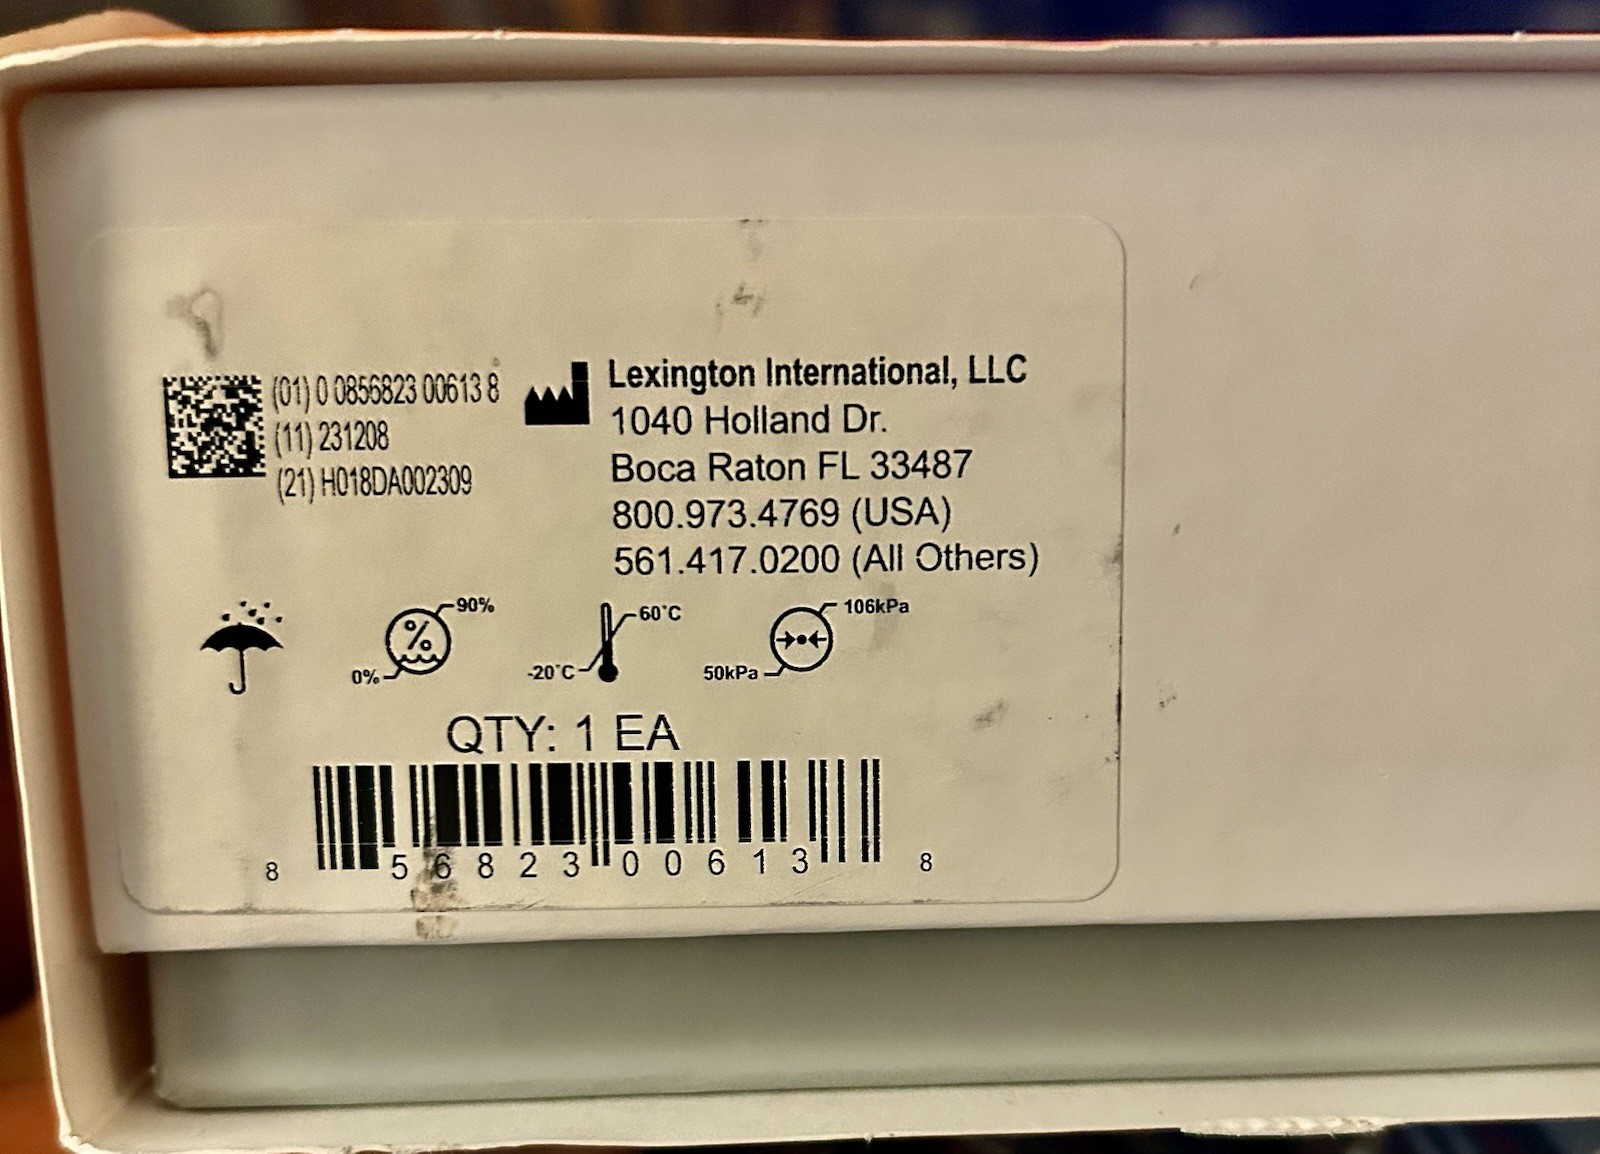 (01) 0 0856823 00613 8
(11) 231208
(21) H018DA002309
Lexington International, LLC
1040 Holland Dr.
Boca Raton FL 33487
800.973.4769 (USA)
561.417.0200 (All Others)
90%
%
0%
60°C
-20°C
106kPa
50kPa
QTY: 1 EA
8 56823 00613 8